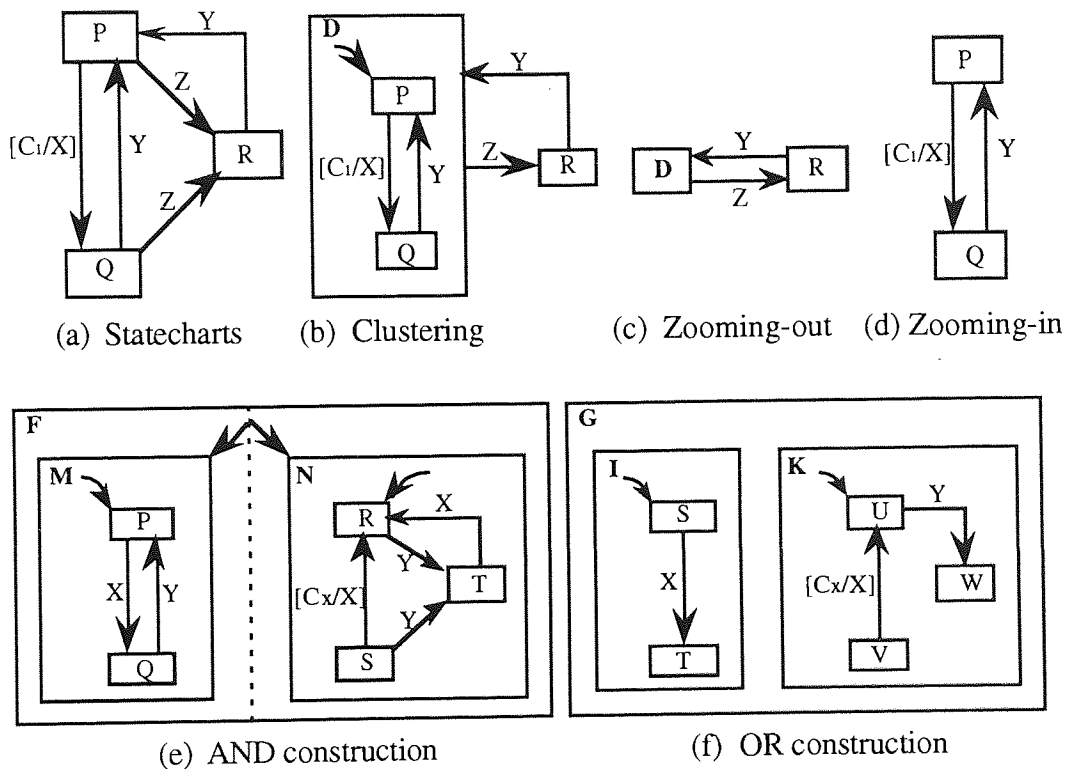 P
Y
Z
[C1/X]
Y
R
Z
Q
(a) Statecharts
D
P
Y
[C1/X]
Y
Z
R
Q
(b) Clustering
D
Y
R
Z
(c) Zooming-out
P
[C1/X]
Y
Q
(d) Zooming-in
F
M
P
X
Y
Q
N
R
X
Y
T
[Cx/X]
Y
S
(e) AND construction
G
I
S
X
T
K
U
Y
[Cx/X]
W
V
(f) OR construction